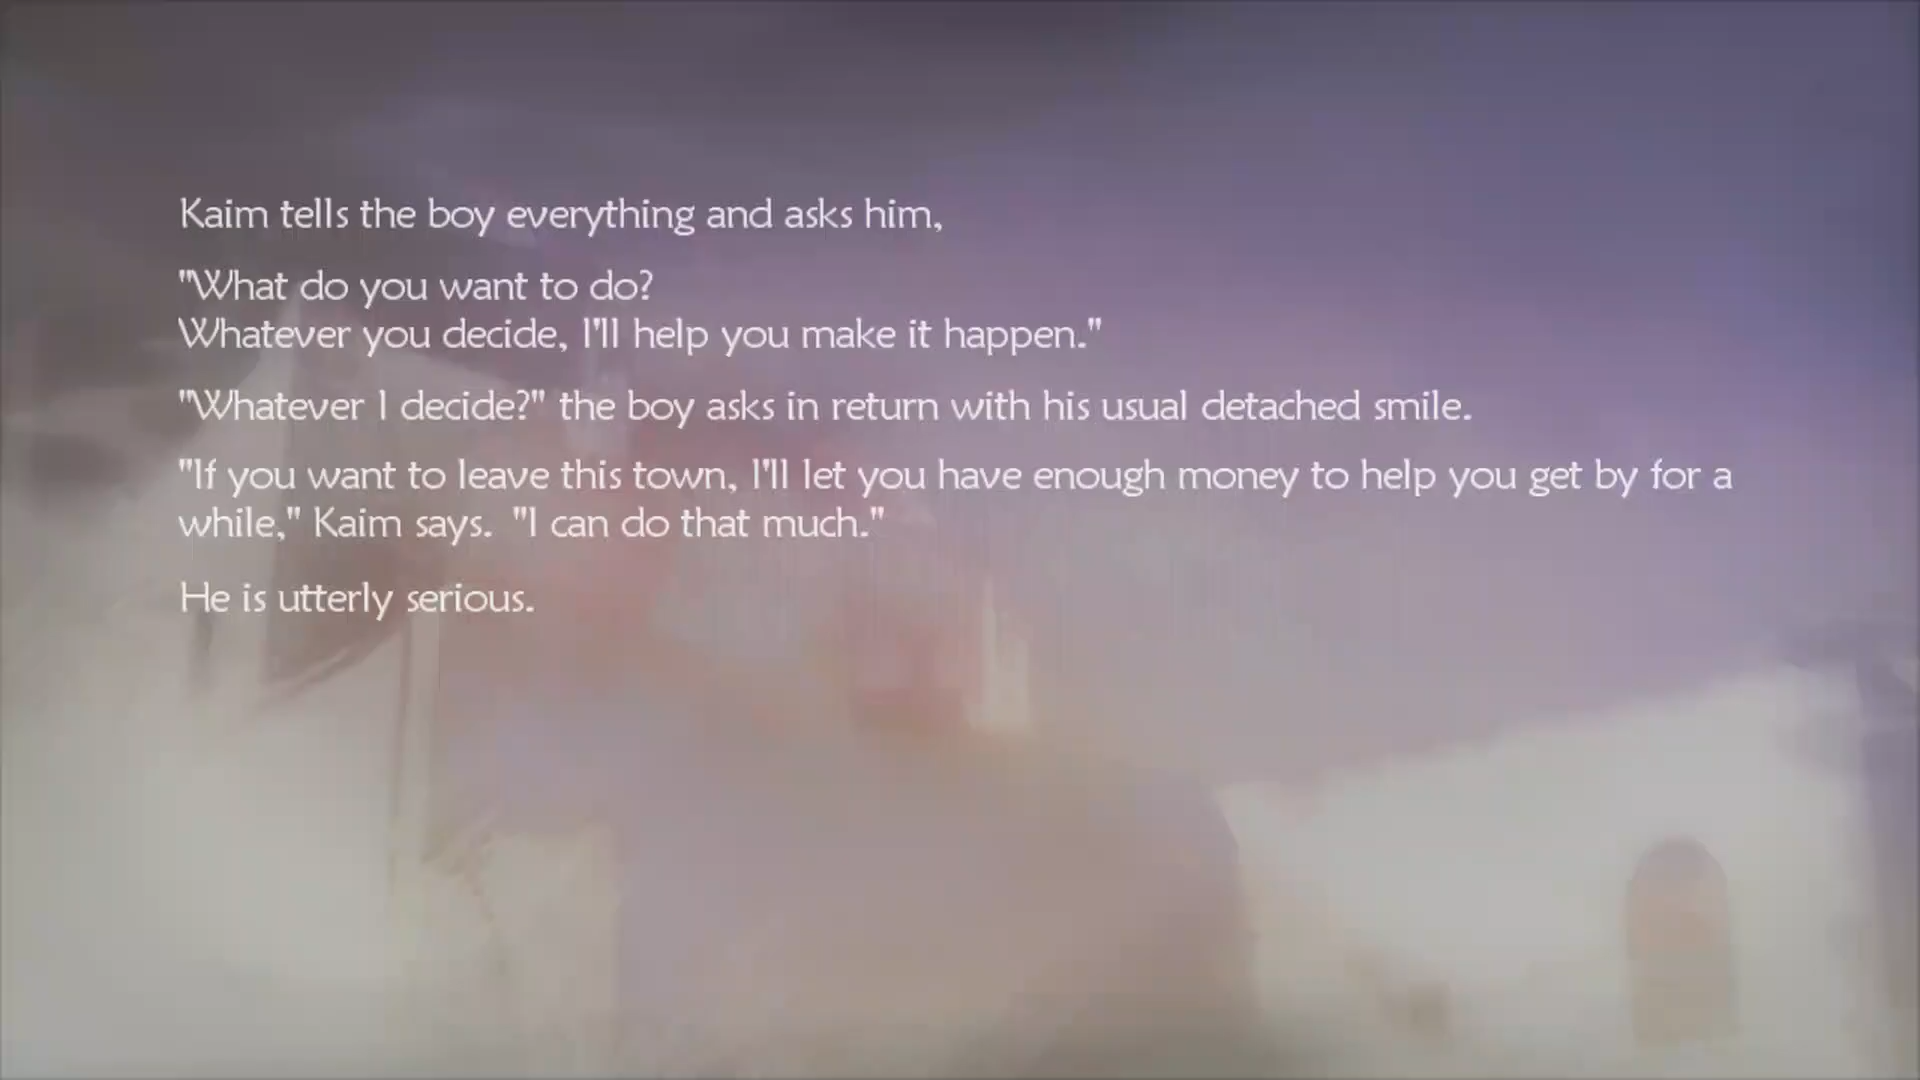 Kaim tells the boy everything and asks him,
"What do you want to do?
Whatever you decide, I'll help you make it happen."
"Whatever I decide?" the boy asks in return with his usual detached smile.
"If you want to leave this town, I'll let you have enough money to help you get by for a
while," Kaim says.  "I can do that much."
He is utterly serious.